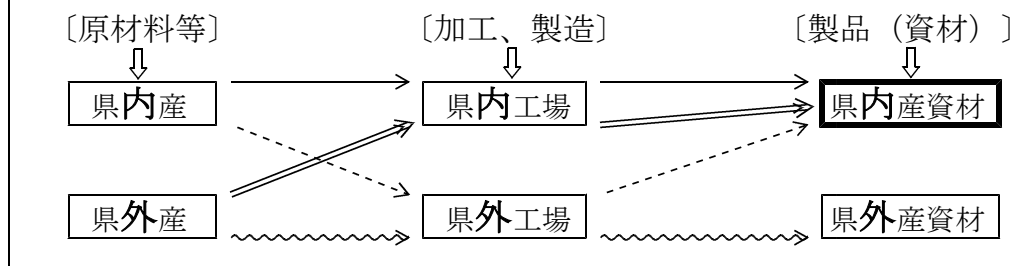 〔原材料等〕 〔加工、製造〕 〔製品（資材）〕
県内産 県内工場 県内産資材
県外産 県外工場 県外産資材